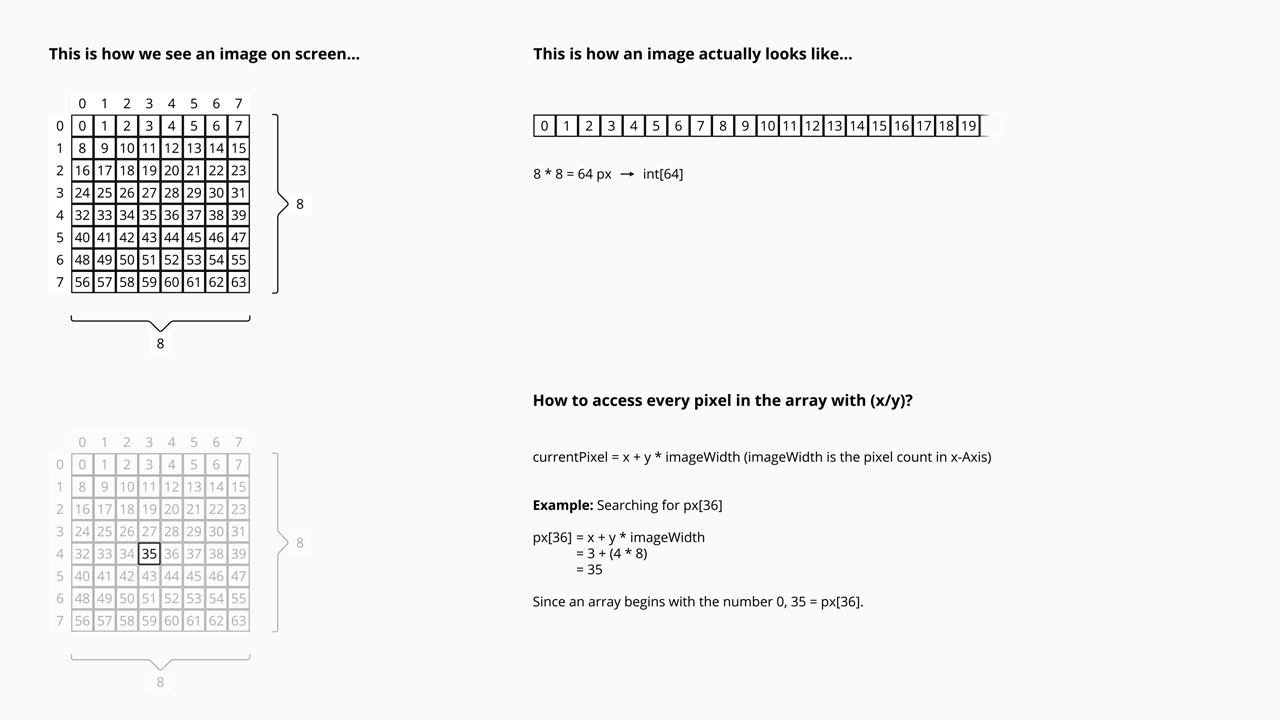 This is how we see an image on screen...
0 1 2 3 4 5 6 7
0 0 1 2 3 4 5 6 7
1 8 9 10 11 12 13 14 15
2 16 17 18 19 20 21 22 23
3 24 25 26 27 28 29 30 31
4 32 33 34 35 36 37 38 39
5 40 41 42 43 44 45 46 47
6 48 49 50 51 52 53 54 55
7 56 57 58 59 60 61 62 63
8
8
This is how an image actually looks like...
0 1 2 3 4 5 6 7 8 9 10 11 12 13 14 15 16 17 18 19
8 * 8 = 64 px → int[64]
0 1 2 3 4 5 6 7
0 0 1 2 3 4 5 6 7
1 8 9 10 11 12 13 14 15
2 16 17 18 19 20 21 22 23
3 24 25 26 27 28 29 30 31
4 32 33 34 35 36 37 38 39
5 40 41 42 43 44 45 46 47
6 48 49 50 51 52 53 54 55
7 56 57 58 59 60 61 62 63
8
8
How to access every pixel in the array with (x/y)?
currentPixel = x + y * imageWidth (imageWidth is the pixel count in x-Axis)
Example: Searching for px[36]
px[36] = x + y * imageWidth
= 3 + (4 * 8)
= 35
Since an array begins with the number 0, 35 = px[36].